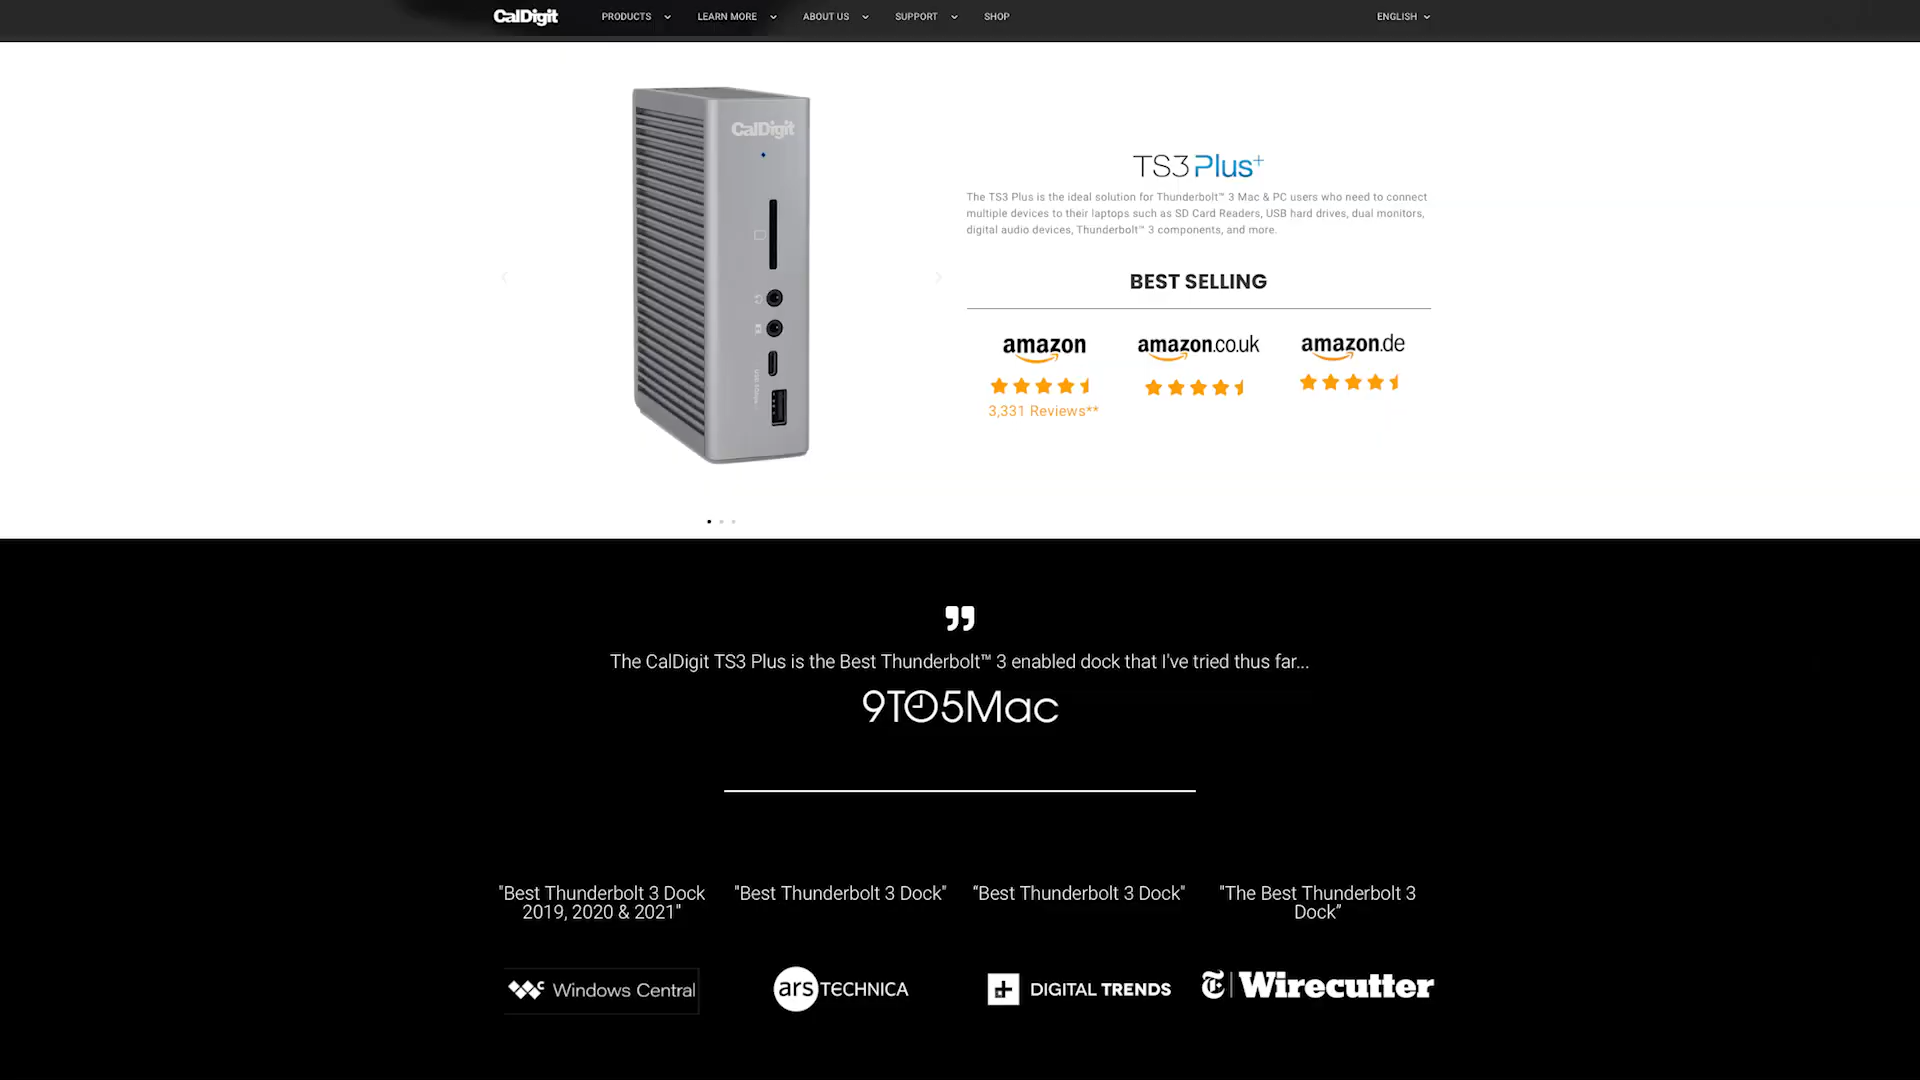 CalDigit
PRODUCTS
LEARN MORE
ABOUT US
SUPPORT
SHOP
ENGLISH
CalDigit
TS3 Plus+
The TS3 Plus is the ideal solution for Thunderbolt™ 3 Mac & PC users who need to connect
multiple devices to their laptops such as SD Card Readers, USB hard drives, dual monitors,
digital audio devices, Thunderbolt™ 3 components, and more.
BEST SELLING
amazon
amazon.co.uk
amazon.de
3,331 Reviews**
The CalDigit TS3 Plus is the Best Thunderbolt™ 3 enabled dock that I've tried thus far...
9TO5Mac
"Best Thunderbolt 3 Dock
2019, 2020 & 2021"
"Best Thunderbolt 3 Dock"
“Best Thunderbolt 3 Dock"
"The Best Thunderbolt 3
Dock”
Windows Central
ars TECHNICA
DIGITAL TRENDS
T Wirecutter